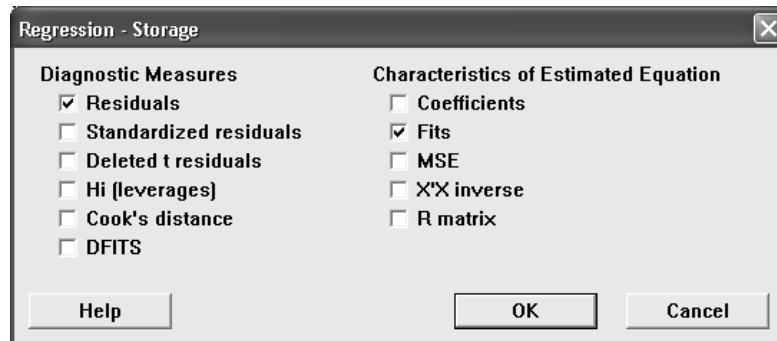 Regression - Storage
Diagnostic Measures
Residuals
Standardized residuals
Deleted t residuals
Hi (leverages)
Cook's distance
DFITS
Characteristics of Estimated Equation
Coefficients
Fits
MSE
X'X inverse
R matrix
Help
OK
Cancel